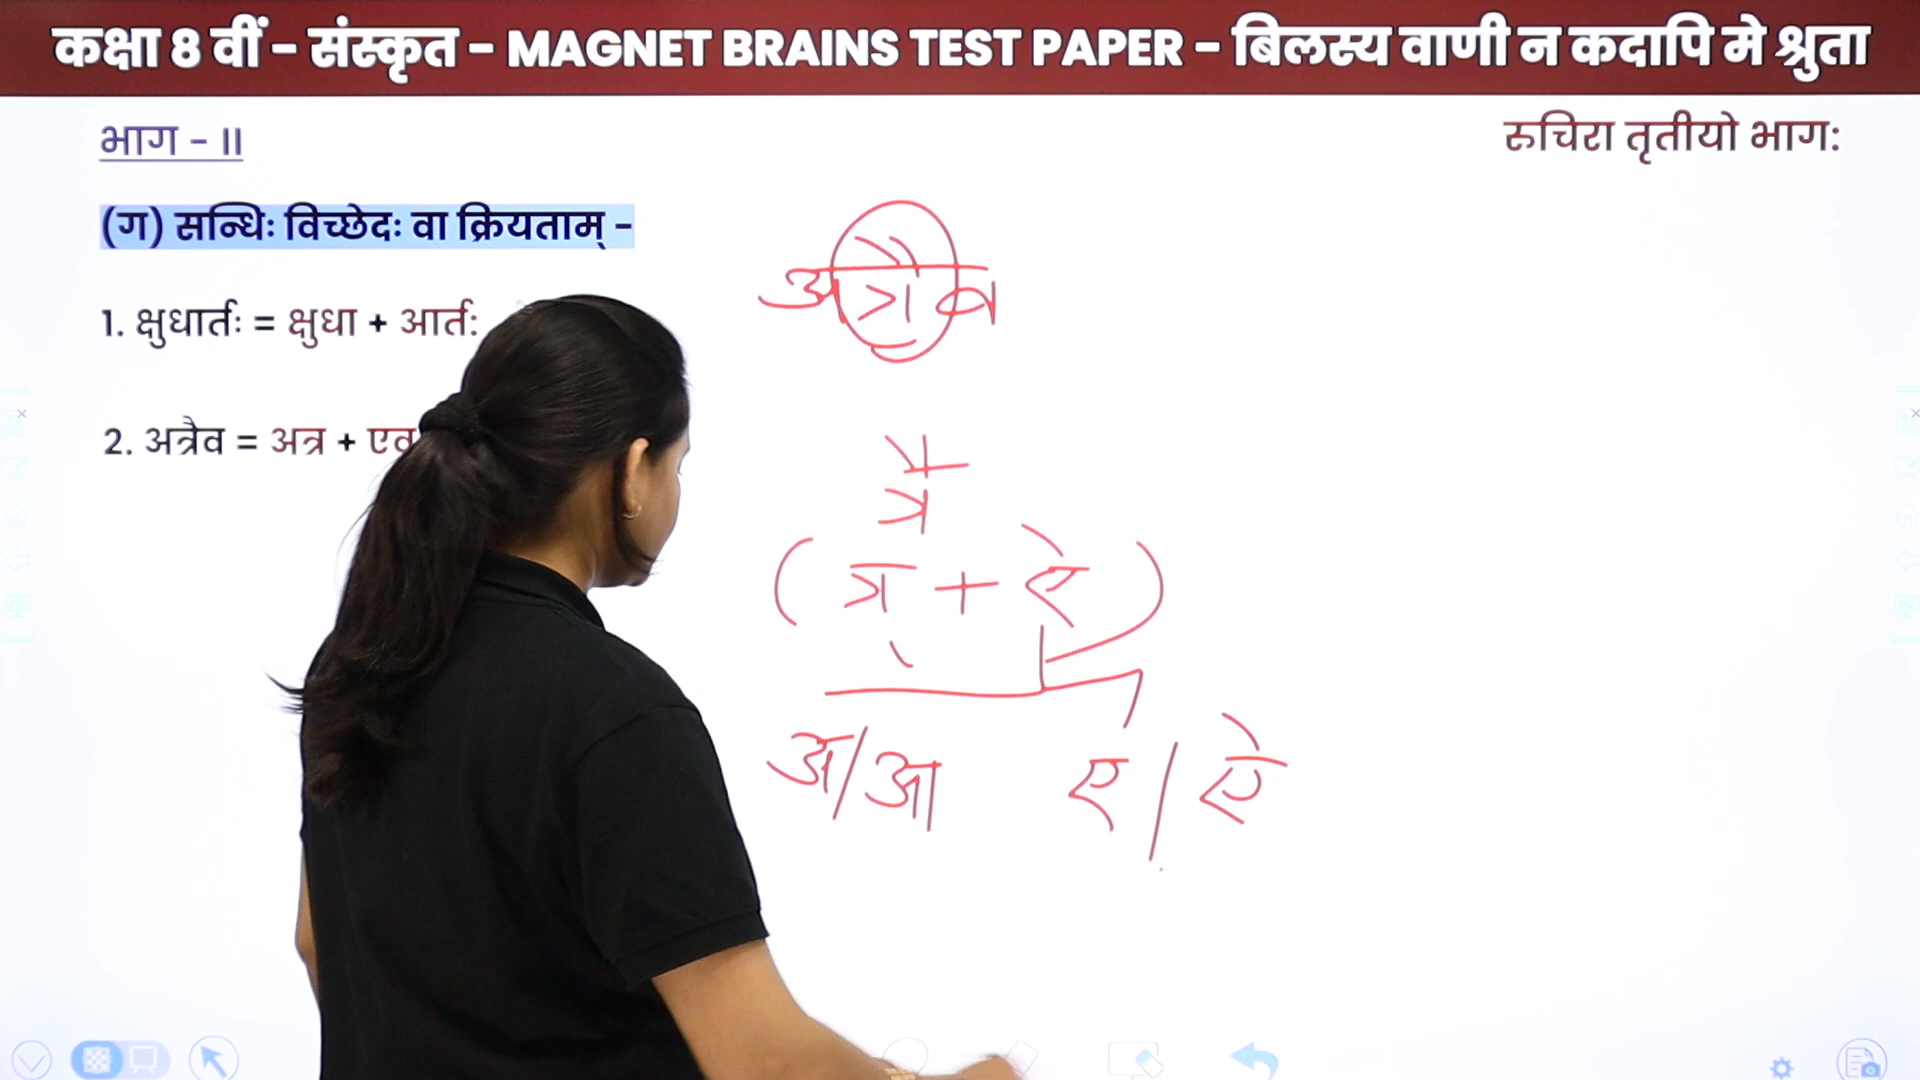 कक्षा 8 वीं – संस्कृत – MAGNET BRAINS TEST PAPER – बिलस्य वाणी न कदापि मे श्रुता
भाग – II
रुचिरा तृतीयो भाग:
(ग) सन्धिः विच्छेदः वा क्रियताम् –
1. क्षुधार्तः = क्षुधा + आर्त:
2. अत्रैव = अत्र + एव
अत्रैव
त्र
( त्र + ऐ )
अ/आ ए/ऐ